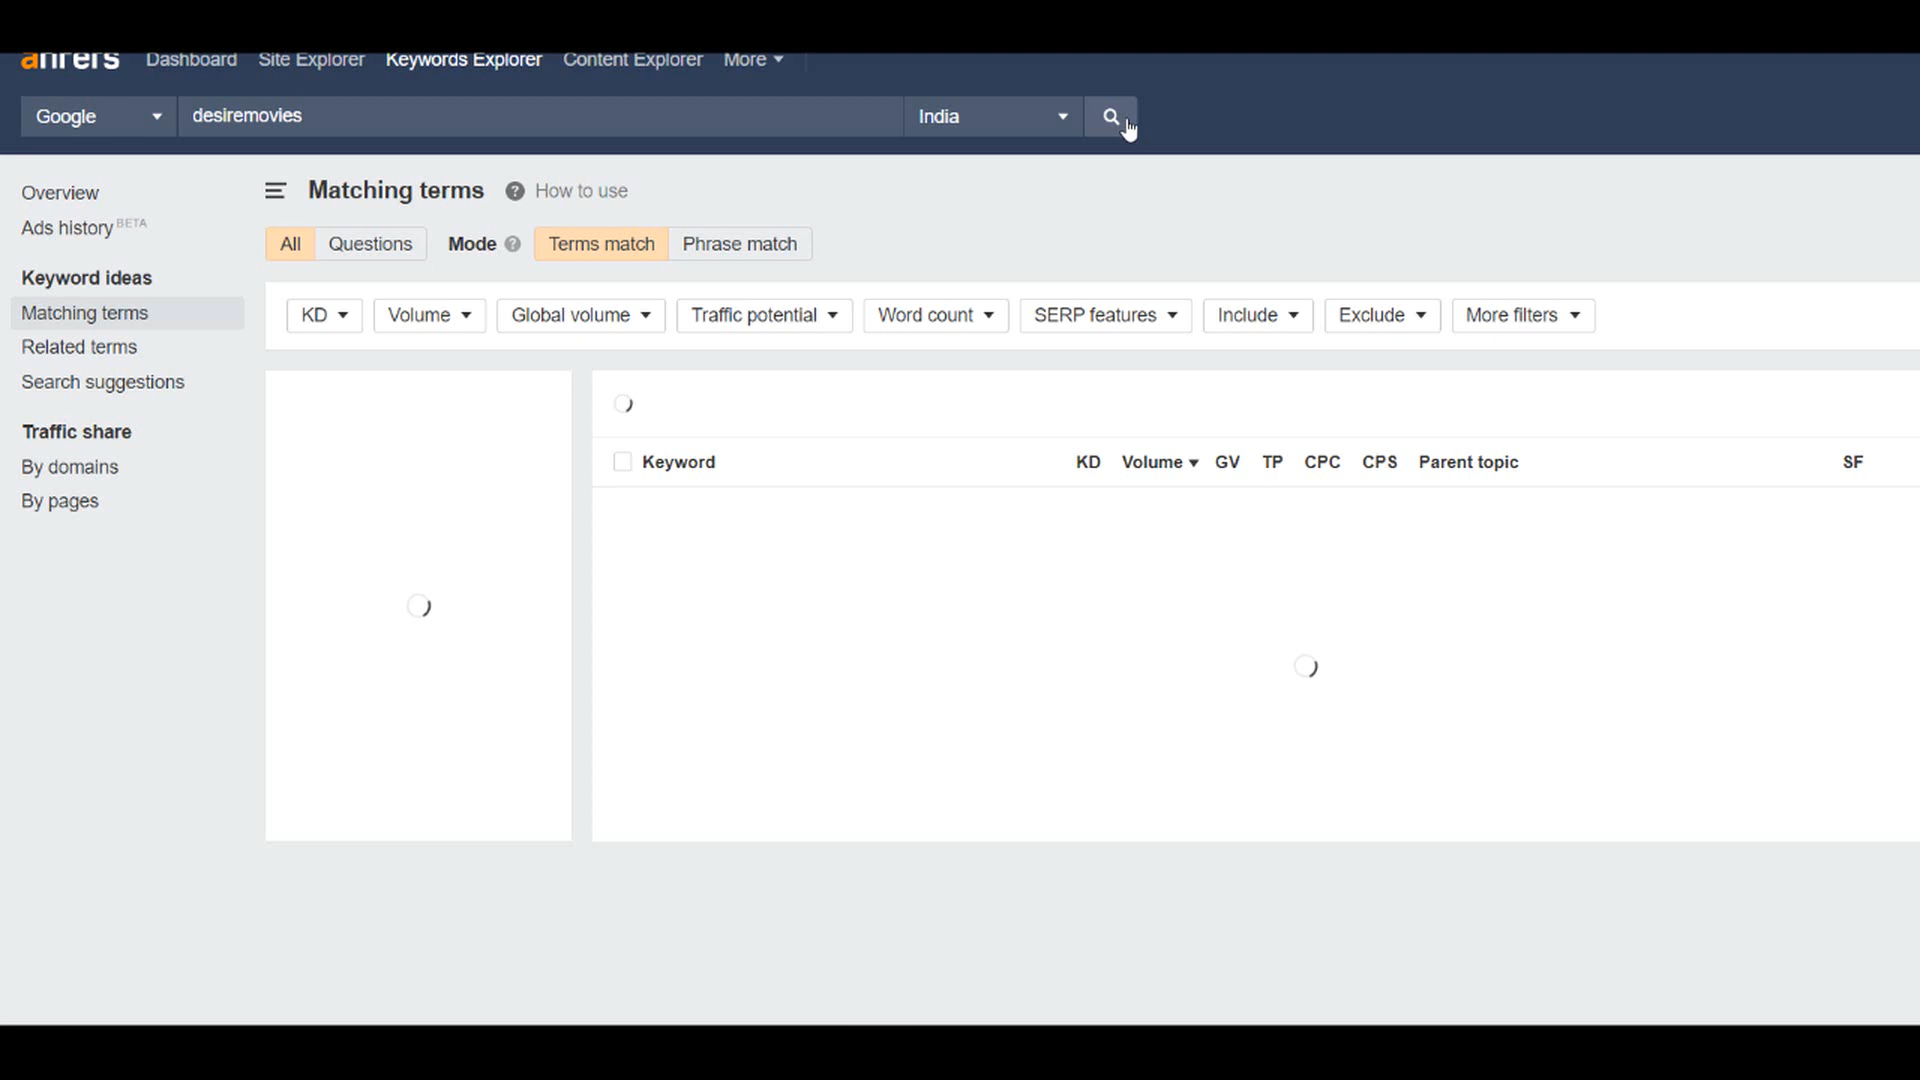 ahrefs Dashboard Site Explorer Keywords Explorer Content Explorer More
Google desiremovies India
Overview
Ads history BETA
Keyword ideas
Matching terms
Related terms
Search suggestions
Traffic share
By domains
By pages
Matching terms ? How to use
All Questions Mode ? Terms match Phrase match
KD Volume Global volume Traffic potential Word count SERP features Include Exclude More filters
Keyword KD Volume GV TP CPC CPS Parent topic SF